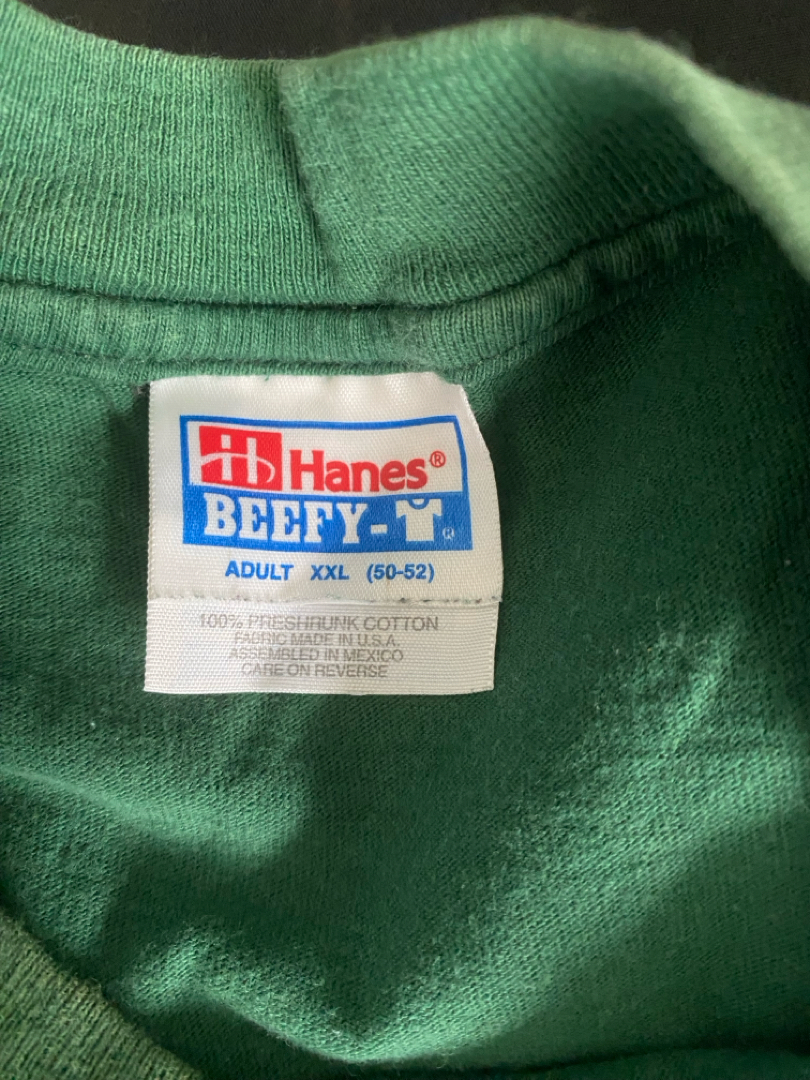 Hanes®
BEEFY-T®
ADULT XXL (50-52)
100% PRESHRUNK COTTON
FABRIC MADE IN U.S.A.
ASSEMBLED IN MEXICO
CARE ON REVERSE